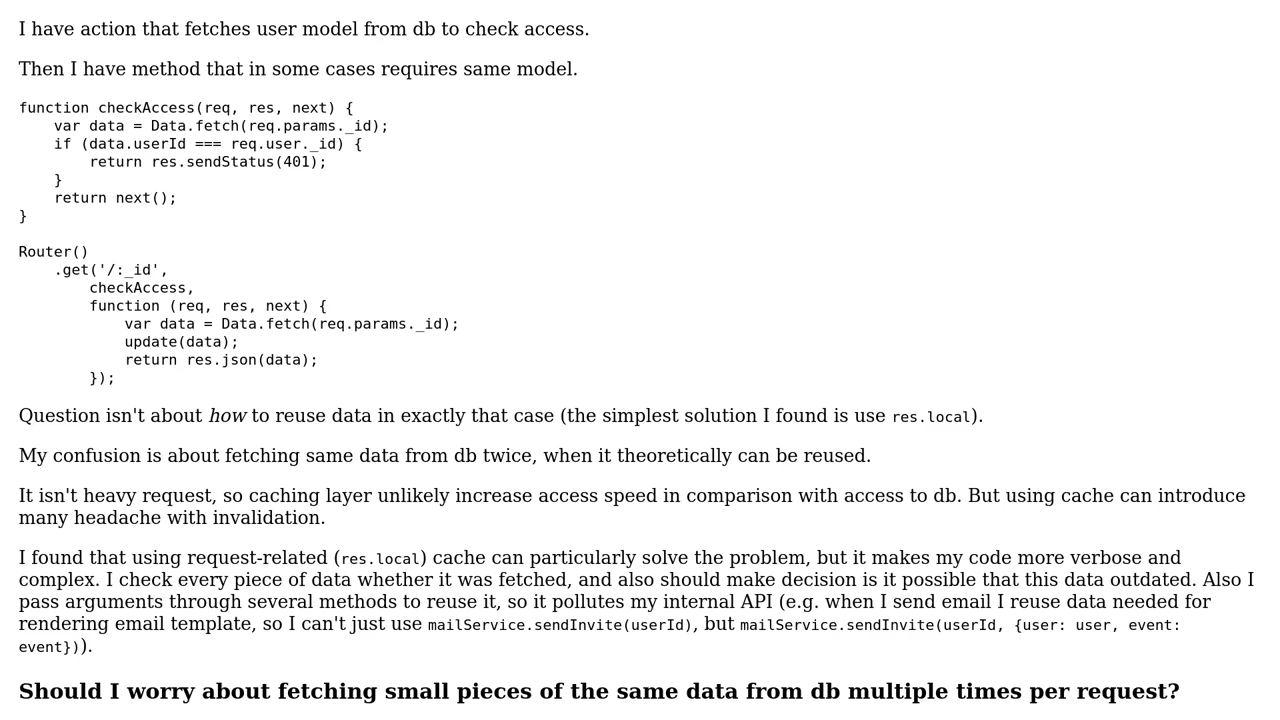 I have action that fetches user model from db to check access.
Then I have method that in some cases requires same model.
function checkAccess(req, res, next) {
    var data = Data.fetch(req.params._id);
    if (data.userId === req.user._id) {
        return res.sendStatus(401);
    }
    return next();
}
Router()
    .get('/:_id',
        checkAccess,
        function (req, res, next) {
            var data = Data.fetch(req.params._id);
            update(data);
            return res.json(data);
        });
Question isn't about how to reuse data in exactly that case (the simplest solution I found is use res.local).
My confusion is about fetching same data from db twice, when it theoretically can be reused.
It isn't heavy request, so caching layer unlikely increase access speed in comparison with access to db. But using cache can introduce
many headache with invalidation.
I found that using request-related (res.local) cache can particularly solve the problem, but it makes my code more verbose and
complex. I check every piece of data whether it was fetched, and also should make decision is it possible that this data outdated. Also I
pass arguments through several methods to reuse it, so it pollutes my internal API (e.g. when I send email I reuse data needed for
rendering email template, so I can't just use mailService.sendInvite(userId), but mailService.sendInvite(userId, {user: user, event:
event})).
Should I worry about fetching small pieces of the same data from db multiple times per request?